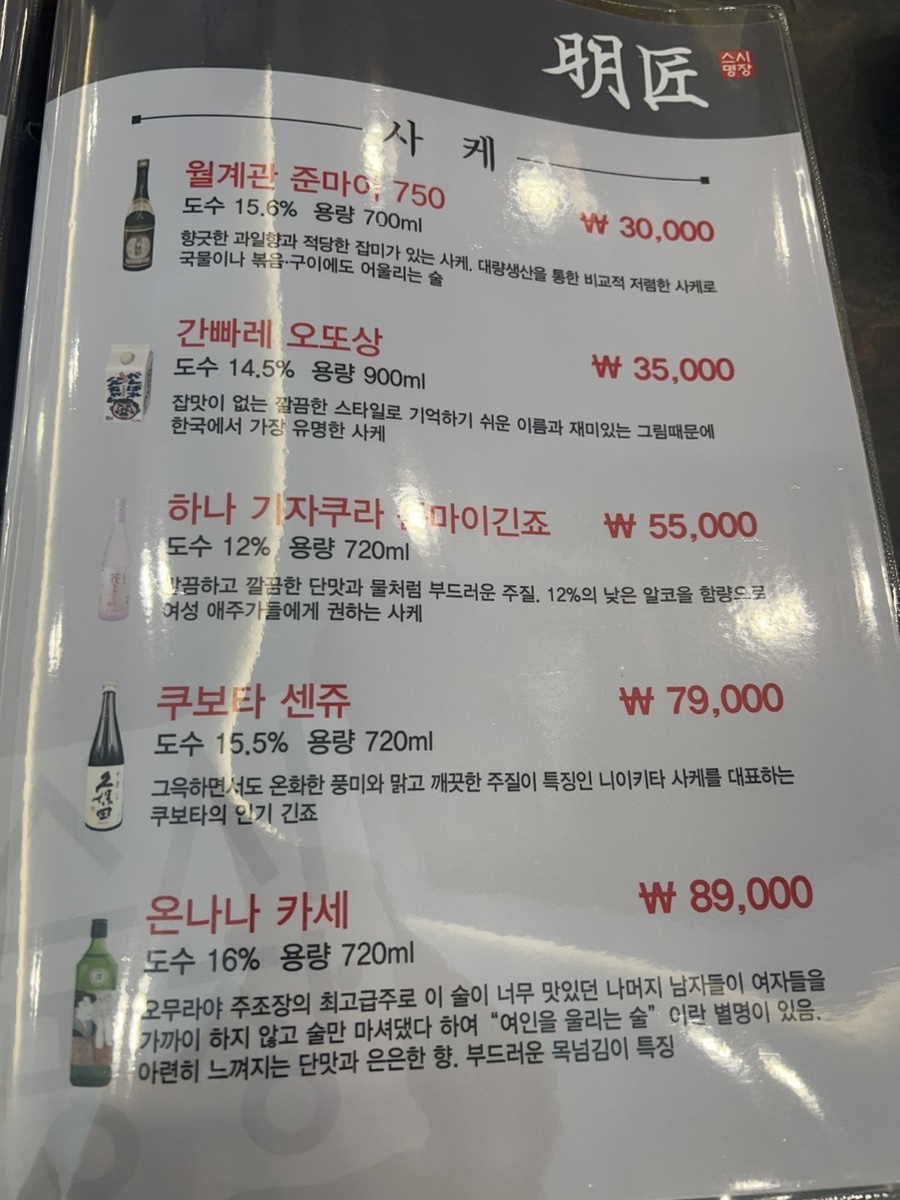 明匠
스시
명장
사 케
월계관 준마이 750
도수 15.6% 용량 700ml
₩ 30,000
향긋한 과일향과 적당한 잡미가 있는 사케. 대량생산을 통한 비교적 저렴한 사케로
국물이나 볶음·구이에도 어울리는 술
간빠레 오또상
도수 14.5% 용량 900ml
₩ 35,000
잡맛이 없는 깔끔한 스타일로 기억하기 쉬운 이름과 재미있는 그림때문에
한국에서 가장 유명한 사케
하나 기자쿠라 준마이긴죠
₩ 55,000
도수 12% 용량 720ml
깔끔하고 깔끔한 단맛과 물처럼 부드러운 주질. 12%의 낮은 알코올 함량으로
여성 애주가들에게 권하는 사케
쿠보타 센쥬
₩ 79,000
도수 15.5% 용량 720ml
그윽하면서도 온화한 풍미와 맑고 깨끗한 주질이 특징인 니이키타 사케를 대표하는
쿠보타의 인기 긴죠
久保田
온나나 카세
₩ 89,000
도수 16% 용량 720ml
오무라야 주조장의 최고급주로 이 술이 너무 맛있던 나머지 남자들이 여자들을
가까이 하지 않고 술만 마셔댔다 하여 “여인을 울리는 술” 이란 별명이 있음.
아련히 느껴지는 단맛과 은은한 향. 부드러운 목넘김이 특징